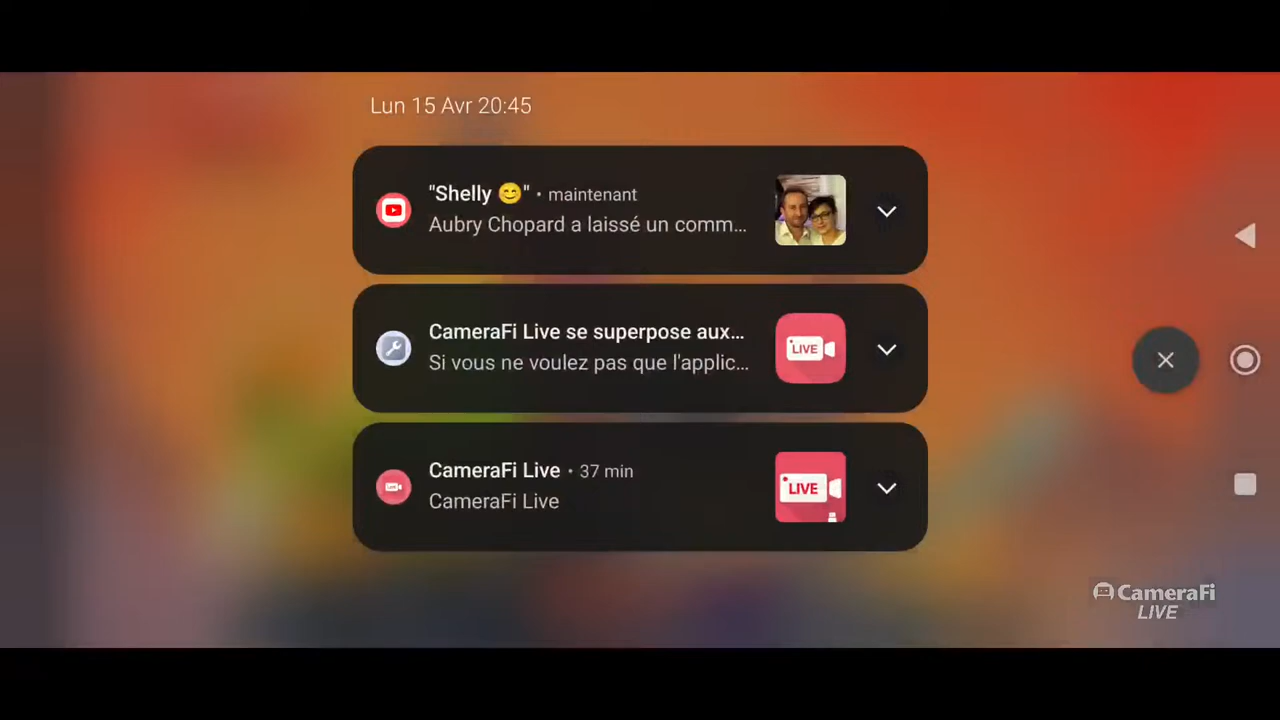 Lun 15 Avr 20:45
"Shelly 😊" • maintenant
Aubry Chopard a laissé un comm...
CameraFi Live se superpose aux...
Si vous ne voulez pas que l'applic...
LIVE
CameraFi Live • 37 min
CameraFi Live
LIVE
CameraFi
LIVE